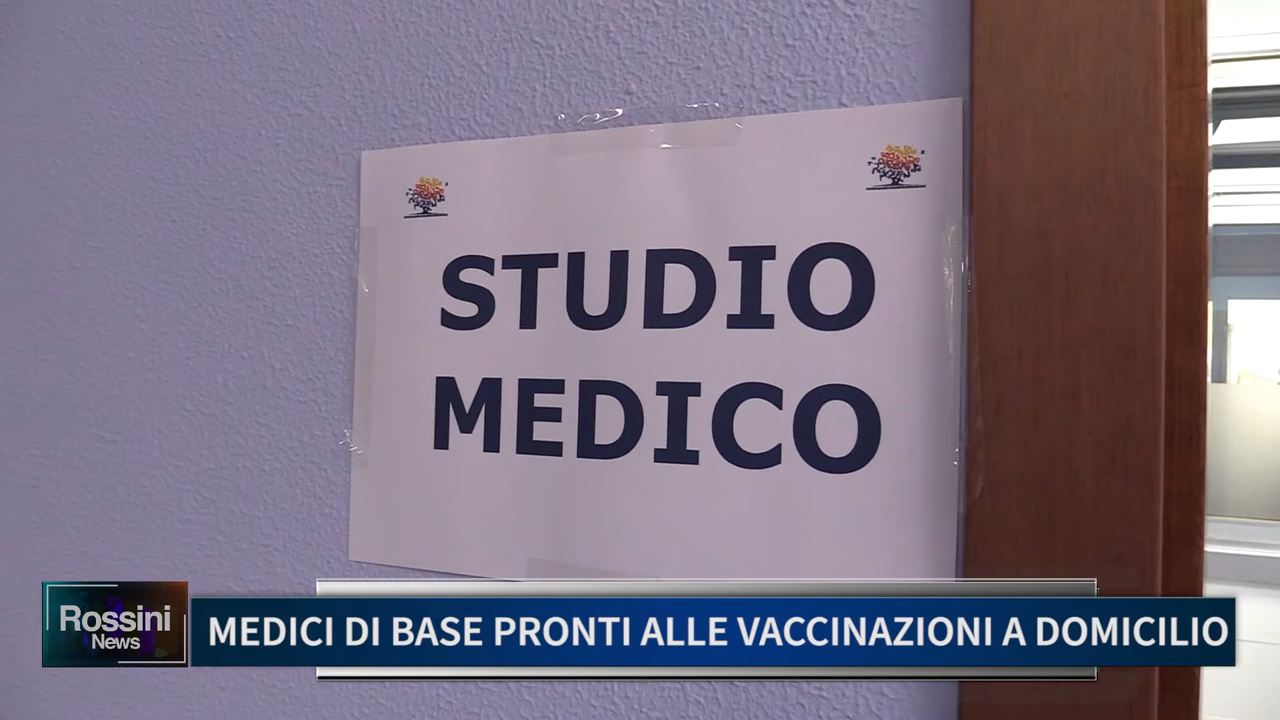 STUDIO
MEDICO
Rossini
News
MEDICI DI BASE PRONTI ALLE VACCINAZIONI A DOMICILIO